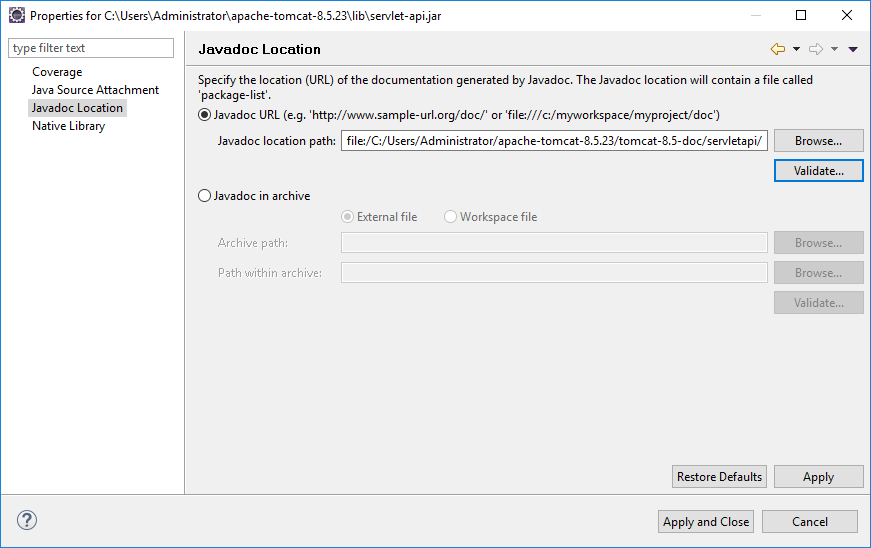 Properties for C:\Users\Administrator\apache-tomcat-8.5.23\lib\servlet-api.jar
type filter text
Coverage
Java Source Attachment
Javadoc Location
Native Library
Javadoc Location
Specify the location (URL) of the documentation generated by Javadoc. The Javadoc location will contain a file called
'package-list'.
Javadoc URL (e.g. 'http://www.sample-url.org/doc/' or 'file:///c:/myworkspace/myproject/doc')
Javadoc location path: file:/C:/Users/Administrator/apache-tomcat-8.5.23/tomcat-8.5-doc/servletapi/ Browse...
Validate...
Javadoc in archive
External file Workspace file
Archive path: Browse...
Path within archive: Browse...
Validate...
Restore Defaults Apply
? Apply and Close Cancel